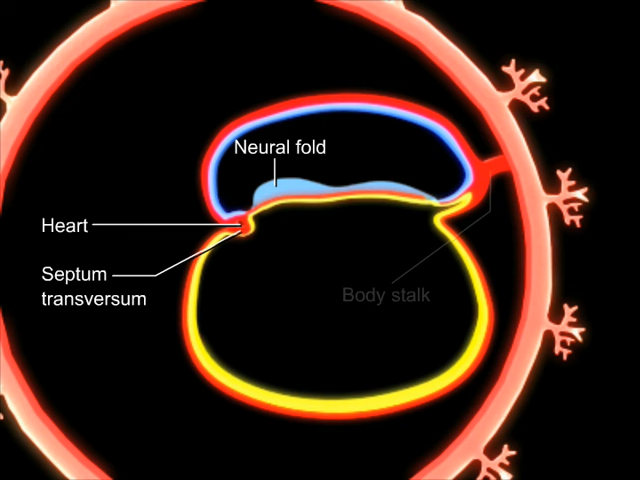 Neural fold
Heart
Septum
transversum
Body stalk